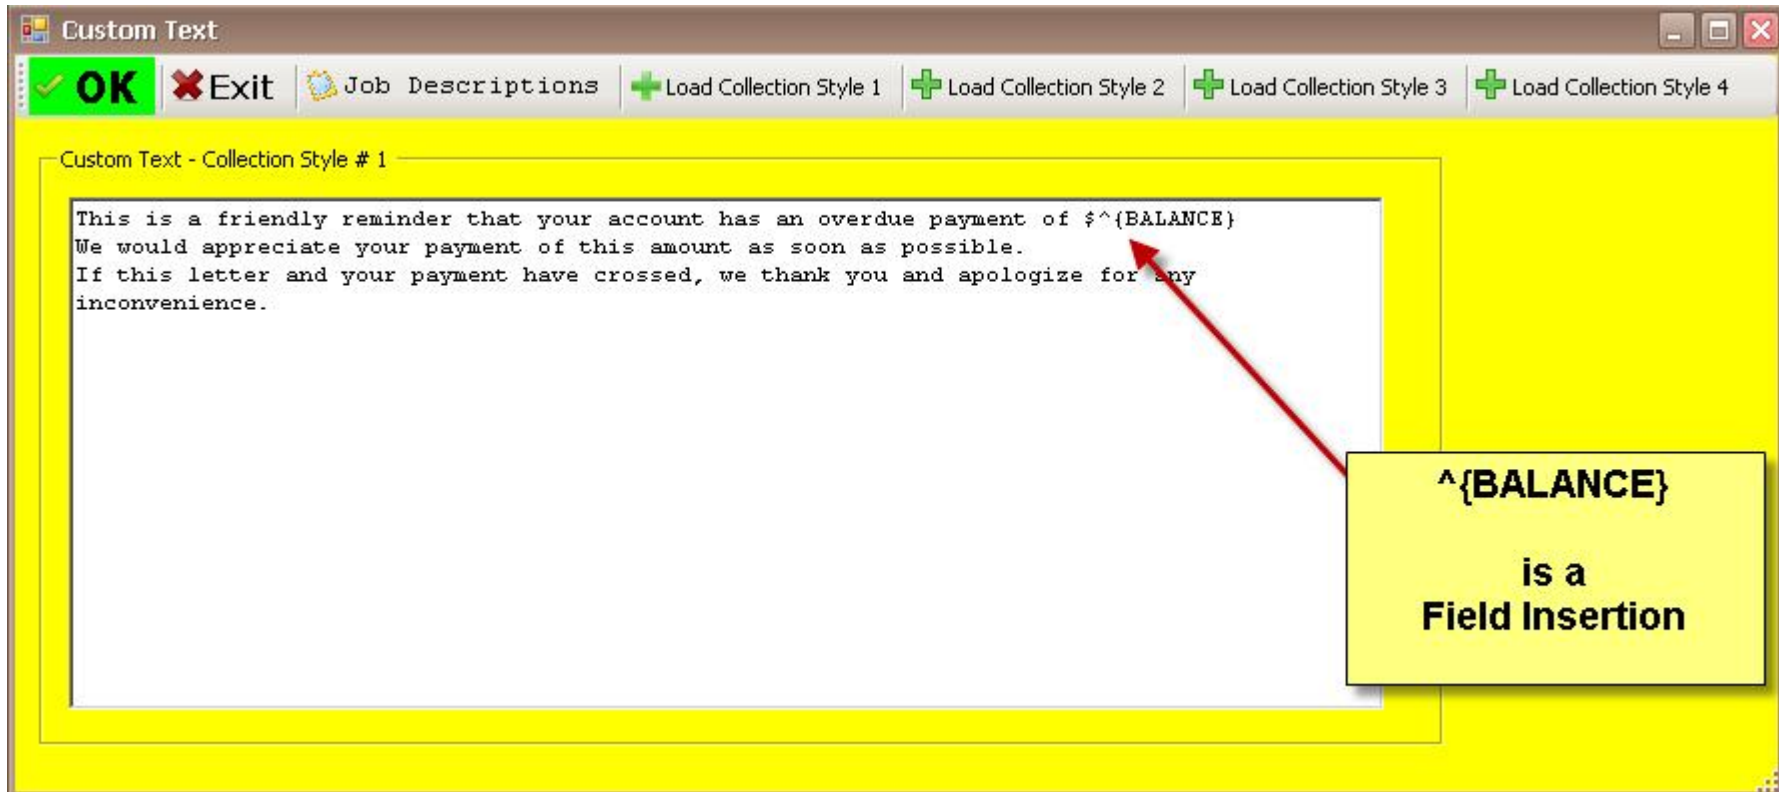 Custom Text
OK Exit Job Descriptions Load Collection Style 1 Load Collection Style 2 Load Collection Style 3 Load Collection Style 4
Custom Text - Collection Style # 1
This is a friendly reminder that your account has an overdue payment of $^{BALANCE}
We would appreciate your payment of this amount as soon as possible.
If this letter and your payment have crossed, we thank you and apologize for any
inconvenience.
^{BALANCE}
is a
Field Insertion